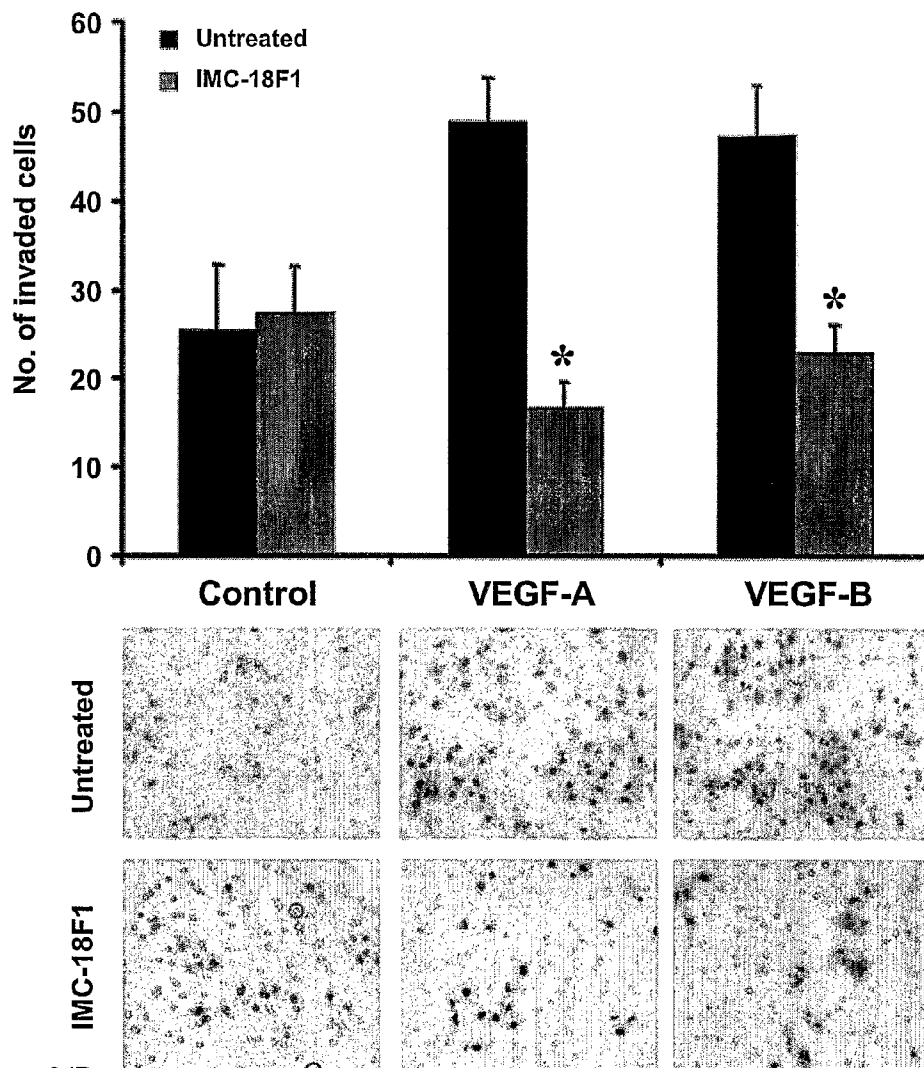 60
50
40
30
20
10
0
No. of invaded cells
Untreated
IMC-18F1
*
*
Control
VEGF-A
VEGF-B
Untreated
IMC-18F1